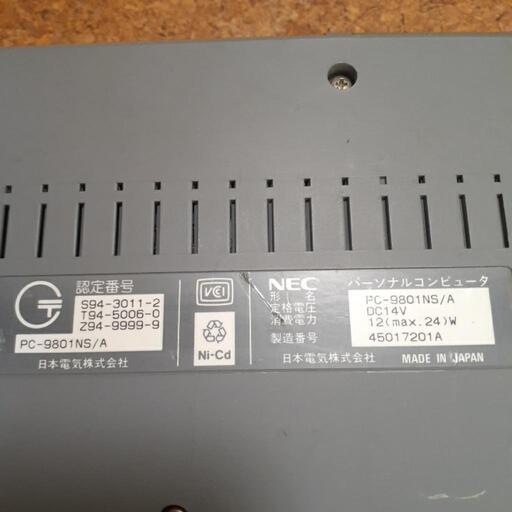 認定番号
S94-3011-2
T94-5006-0
Z94-9999-9
PC-9801NS/A
VCI
Ni-Cd
日本電気株式会社
NEC パーソナルコンピュータ
形 名 PC-9801NS/A
定格電圧 DC14V
消費電力 12(max.24)W
製造番号 45017201A
日本電気株式会社 MADE IN JAPAN